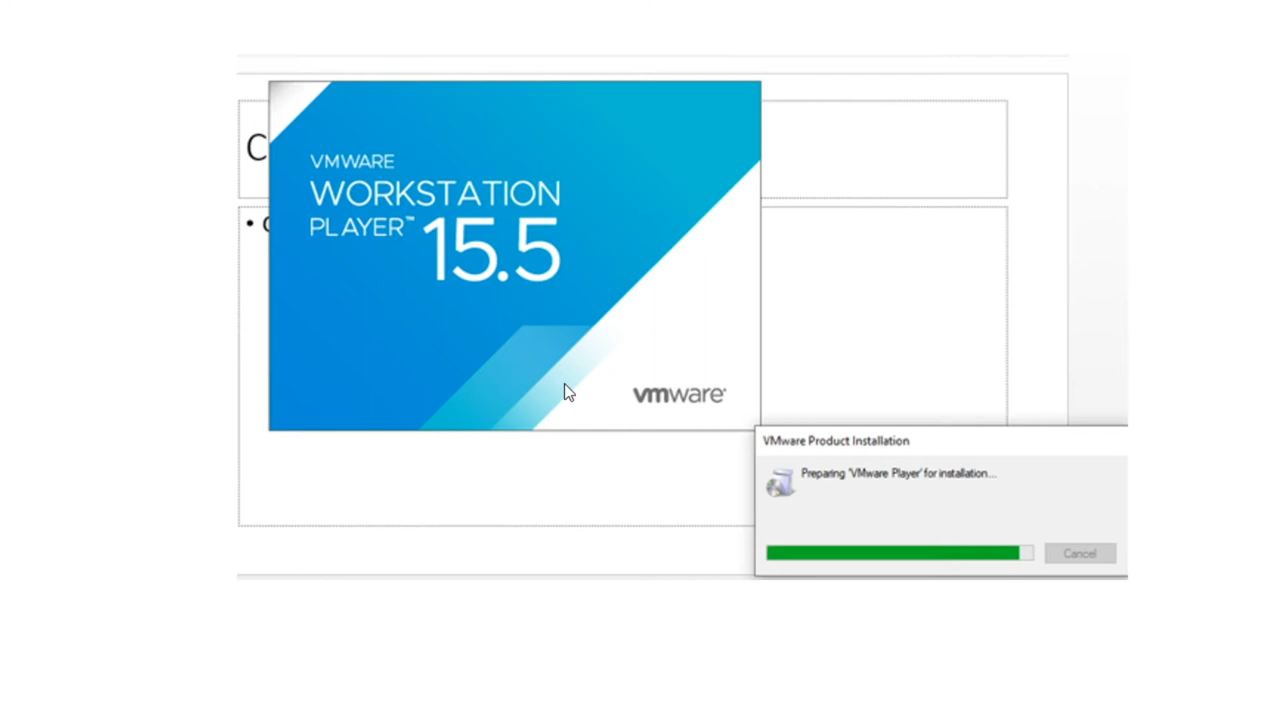 C
VMWARE
WORKSTATION
PLAYER™ 15.5
vmware
VMware Product Installation
Preparing 'VMware Player' for installation...
Cancel